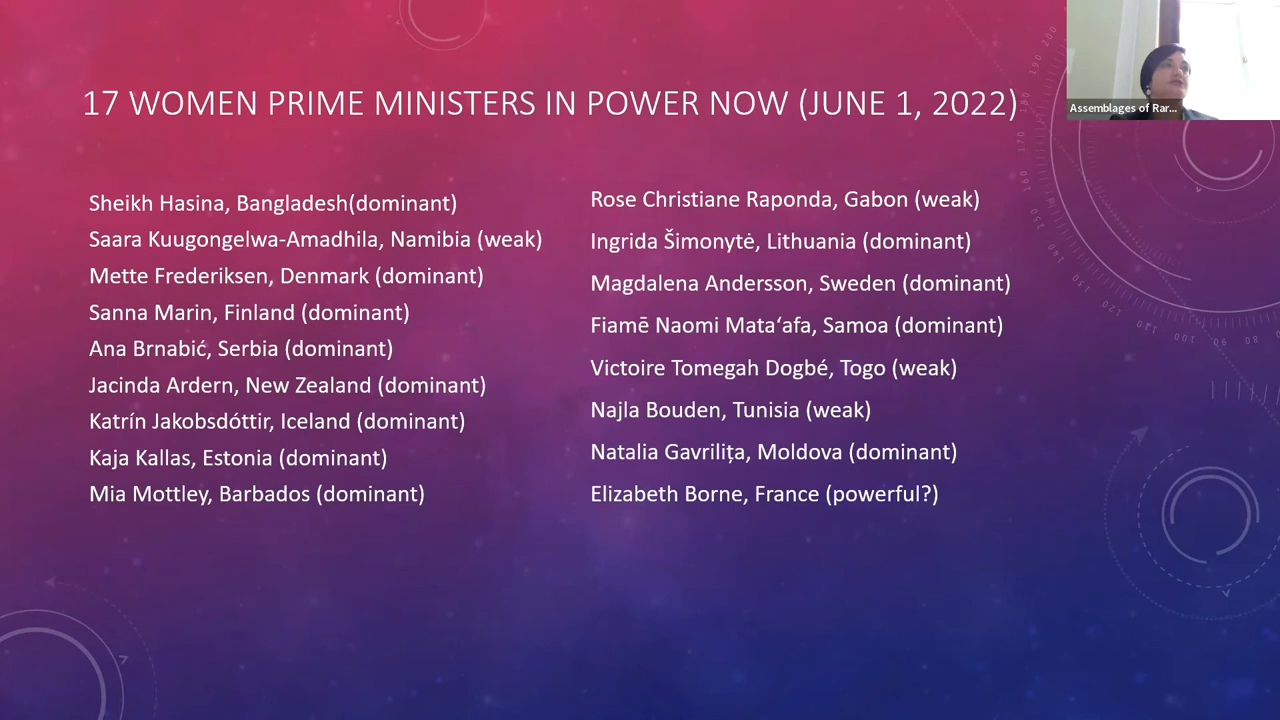 17 WOMEN PRIME MINISTERS IN POWER NOW (JUNE 1, 2022)
Assemblages of Rar...
Sheikh Hasina, Bangladesh(dominant)
Saara Kuugongelwa-Amadhila, Namibia (weak)
Mette Frederiksen, Denmark (dominant)
Sanna Marin, Finland (dominant)
Ana Brnabić, Serbia (dominant)
Jacinda Ardern, New Zealand (dominant)
Katrín Jakobsdóttir, Iceland (dominant)
Kaja Kallas, Estonia (dominant)
Mia Mottley, Barbados (dominant)
Rose Christiane Raponda, Gabon (weak)
Ingrida Šimonytė, Lithuania (dominant)
Magdalena Andersson, Sweden (dominant)
Fiamē Naomi Mataʻafa, Samoa (dominant)
Victoire Tomegah Dogbé, Togo (weak)
Najla Bouden, Tunisia (weak)
Natalia Gavrilița, Moldova (dominant)
Elizabeth Borne, France (powerful?)